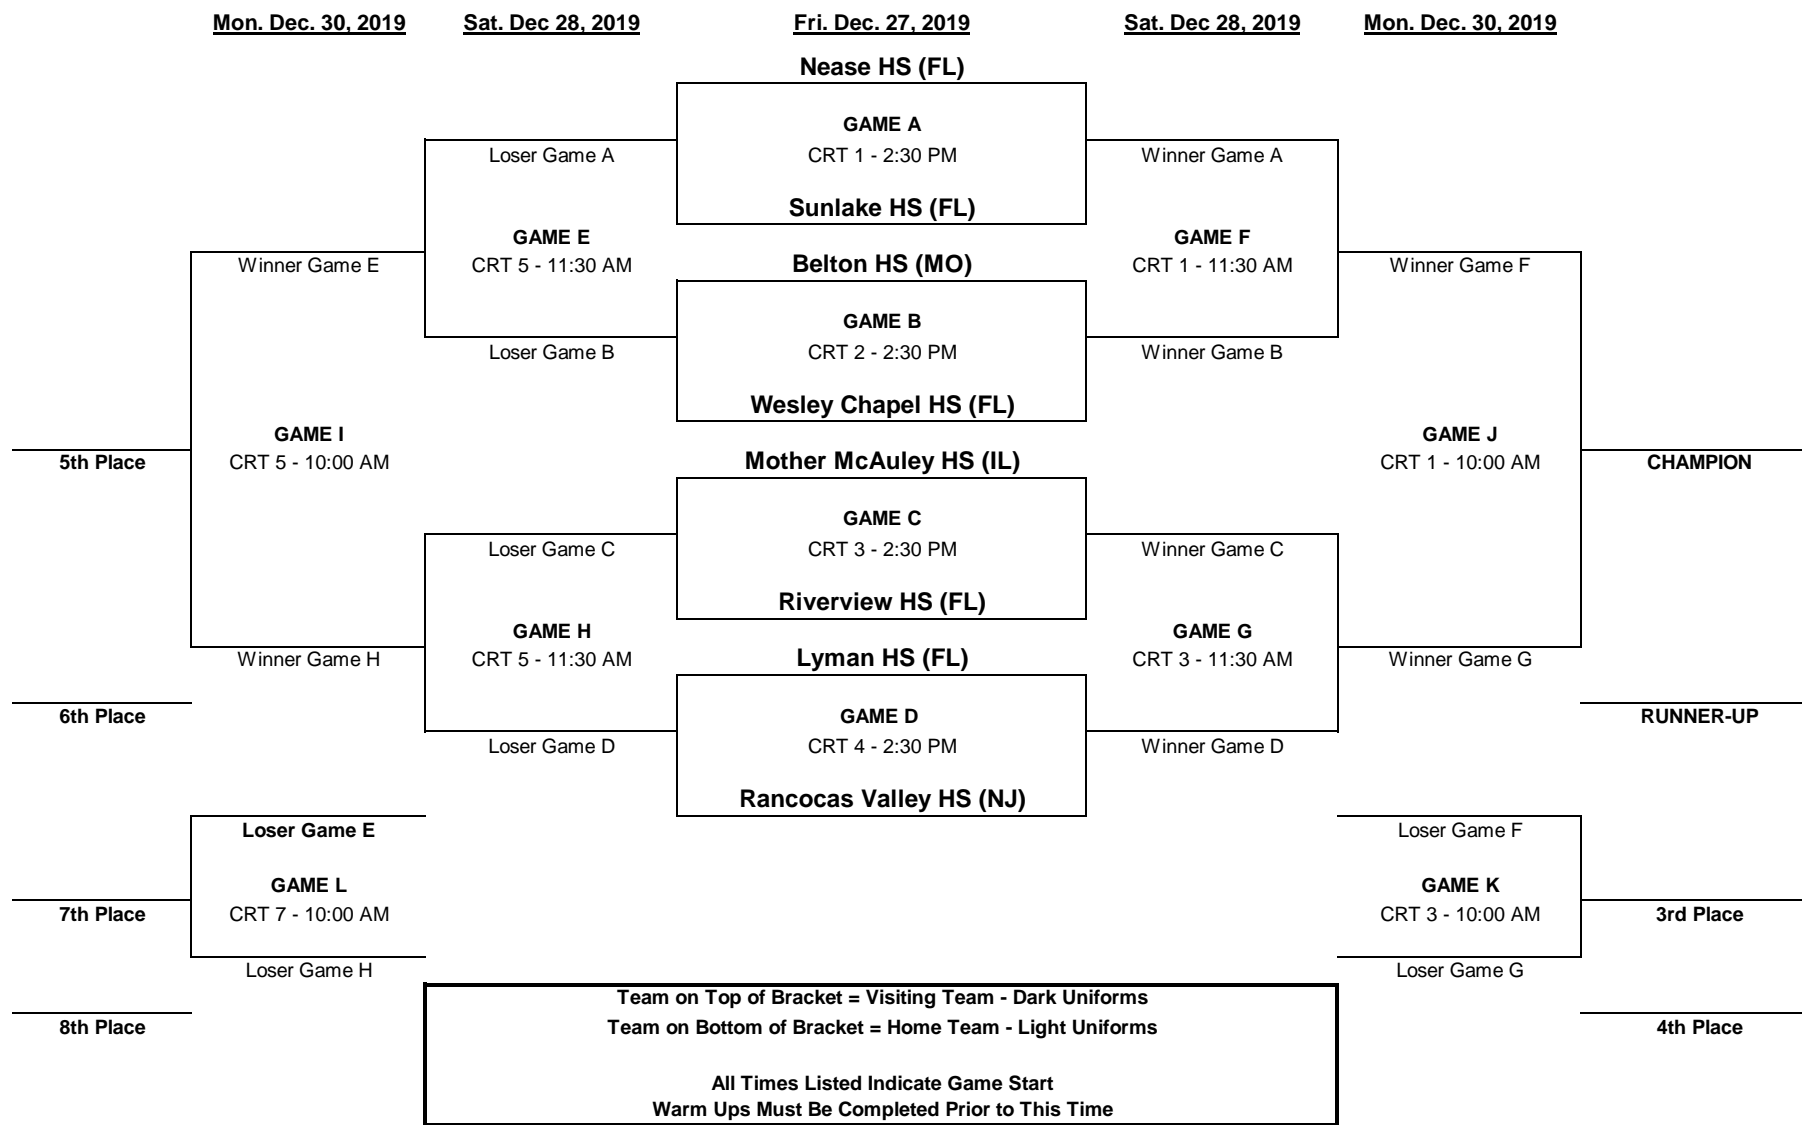 Mon. Dec. 30, 2019 Sat. Dec 28, 2019 Fri. Dec. 27, 2019 Sat. Dec 28, 2019 Mon. Dec. 30, 2019
Nease HS (FL)
GAME A
Loser Game A CRT 1 - 2:30 PM Winner Game A
Sunlake HS (FL)
GAME E GAME F
Winner Game E CRT 5 - 11:30 AM Belton HS (MO) CRT 1 - 11:30 AM Winner Game F
GAME B
Loser Game B CRT 2 - 2:30 PM Winner Game B
Wesley Chapel HS (FL)
GAME I GAME J
5th Place CRT 5 - 10:00 AM Mother McAuley HS (IL) CRT 1 - 10:00 AM CHAMPION
GAME C
Loser Game C CRT 3 - 2:30 PM Winner Game C
Riverview HS (FL)
GAME H GAME G
Winner Game H CRT 5 - 11:30 AM Lyman HS (FL) CRT 3 - 11:30 AM Winner Game G
6th Place GAME D RUNNER-UP
Loser Game D CRT 4 - 2:30 PM Winner Game D
Rancocas Valley HS (NJ)
Loser Game E Loser Game F
GAME L GAME K
7th Place CRT 7 - 10:00 AM CRT 3 - 10:00 AM 3rd Place
Loser Game H Loser Game G
Team on Top of Bracket = Visiting Team - Dark Uniforms
8th Place Team on Bottom of Bracket = Home Team - Light Uniforms 4th Place
All Times Listed Indicate Game Start
Warm Ups Must Be Completed Prior to This Time